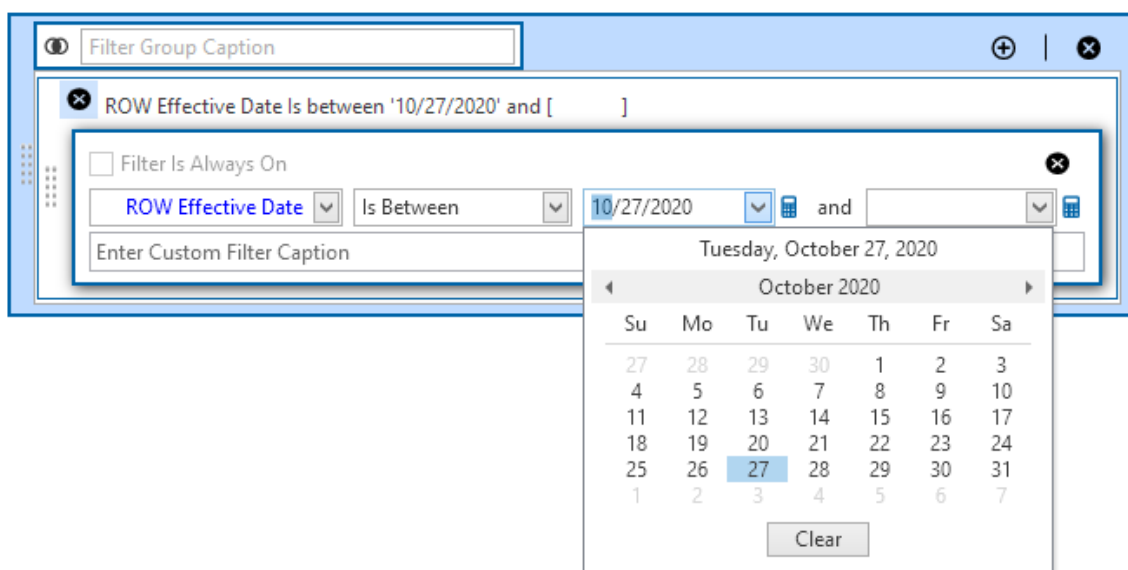 Filter Group Caption
ROW Effective Date Is between '10/27/2020' and [ ]
Filter Is Always On
ROW Effective Date Is Between 10/27/2020 and
Enter Custom Filter Caption
Tuesday, October 27, 2020
October 2020
Su Mo Tu We Th Fr Sa
27 28 29 30 1 2 3
4 5 6 7 8 9 10
11 12 13 14 15 16 17
18 19 20 21 22 23 24
25 26 27 28 29 30 31
1 2 3 4 5 6 7
Clear